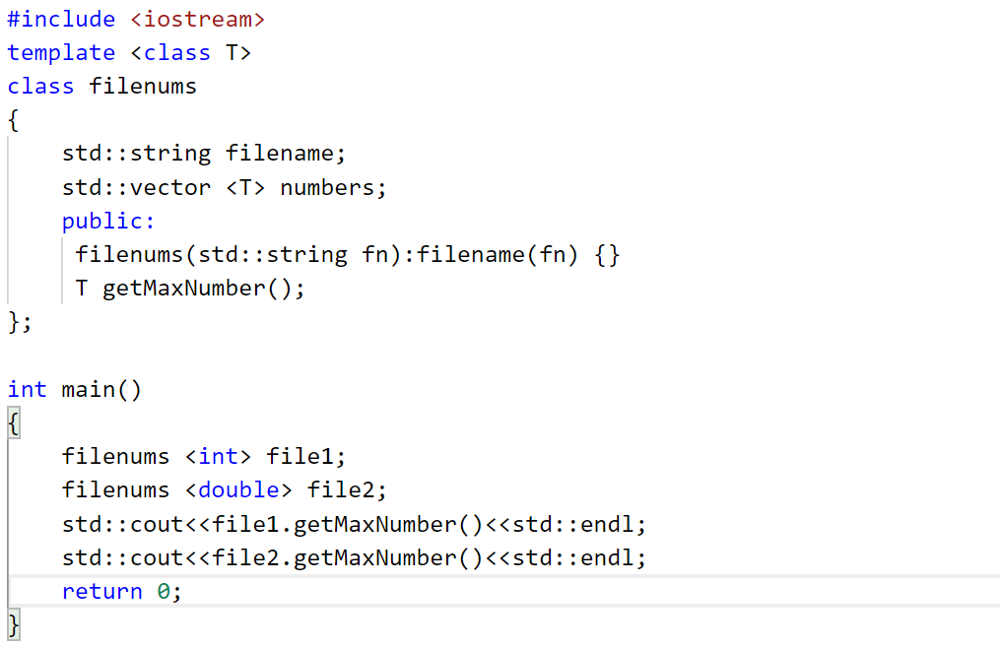 #include <iostream>
template <class T>
class filenums
{
std::string filename;
std::vector <T> numbers;
public:
filenums(std::string fn):filename(fn) {}
T getMaxNumber();
};
int main()
{
filenums <int> file1;
filenums <double> file2;
std::cout<<file1.getMaxNumber()<<std::endl;
std::cout<<file2.getMaxNumber()<<std::endl;
return 0;
}